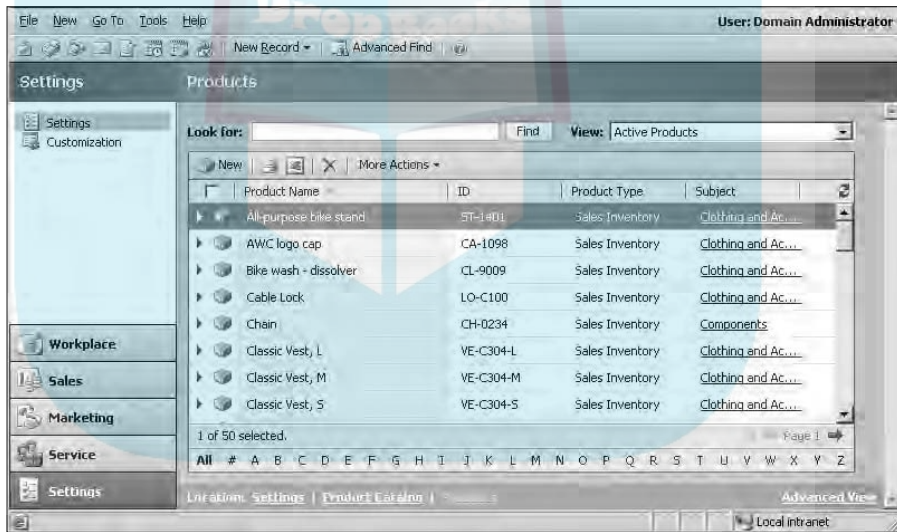 DropBooks
File New Go To Tools Help User: Domain Administrator
New Record Advanced Find
Settings Products
Settings
Customization
Look for: Find View: Active Products
New More Actions
Product Name ID Product Type Subject
All-purpose bike stand ST-1401 Sales Inventory Clothing and Ac...
AWC logo cap CA-1098 Sales Inventory Clothing and Ac...
Bike wash - dissolver CL-9009 Sales Inventory Clothing and Ac...
Cable Lock LO-C100 Sales Inventory Clothing and Ac...
Chain CH-0234 Sales Inventory Components
Classic Vest, L VE-C304-L Sales Inventory Clothing and Ac...
Classic Vest, M VE-C304-M Sales Inventory Clothing and Ac...
Classic Vest, S VE-C304-S Sales Inventory Clothing and Ac...
Workplace
Sales
Marketing
Service
Settings
1 of 50 selected. Page 1
All # A B C D E F G H I J K L M N O P Q R S T U V W X Y Z
Location: Settings | Product Catalog | Advanced View
Local intranet